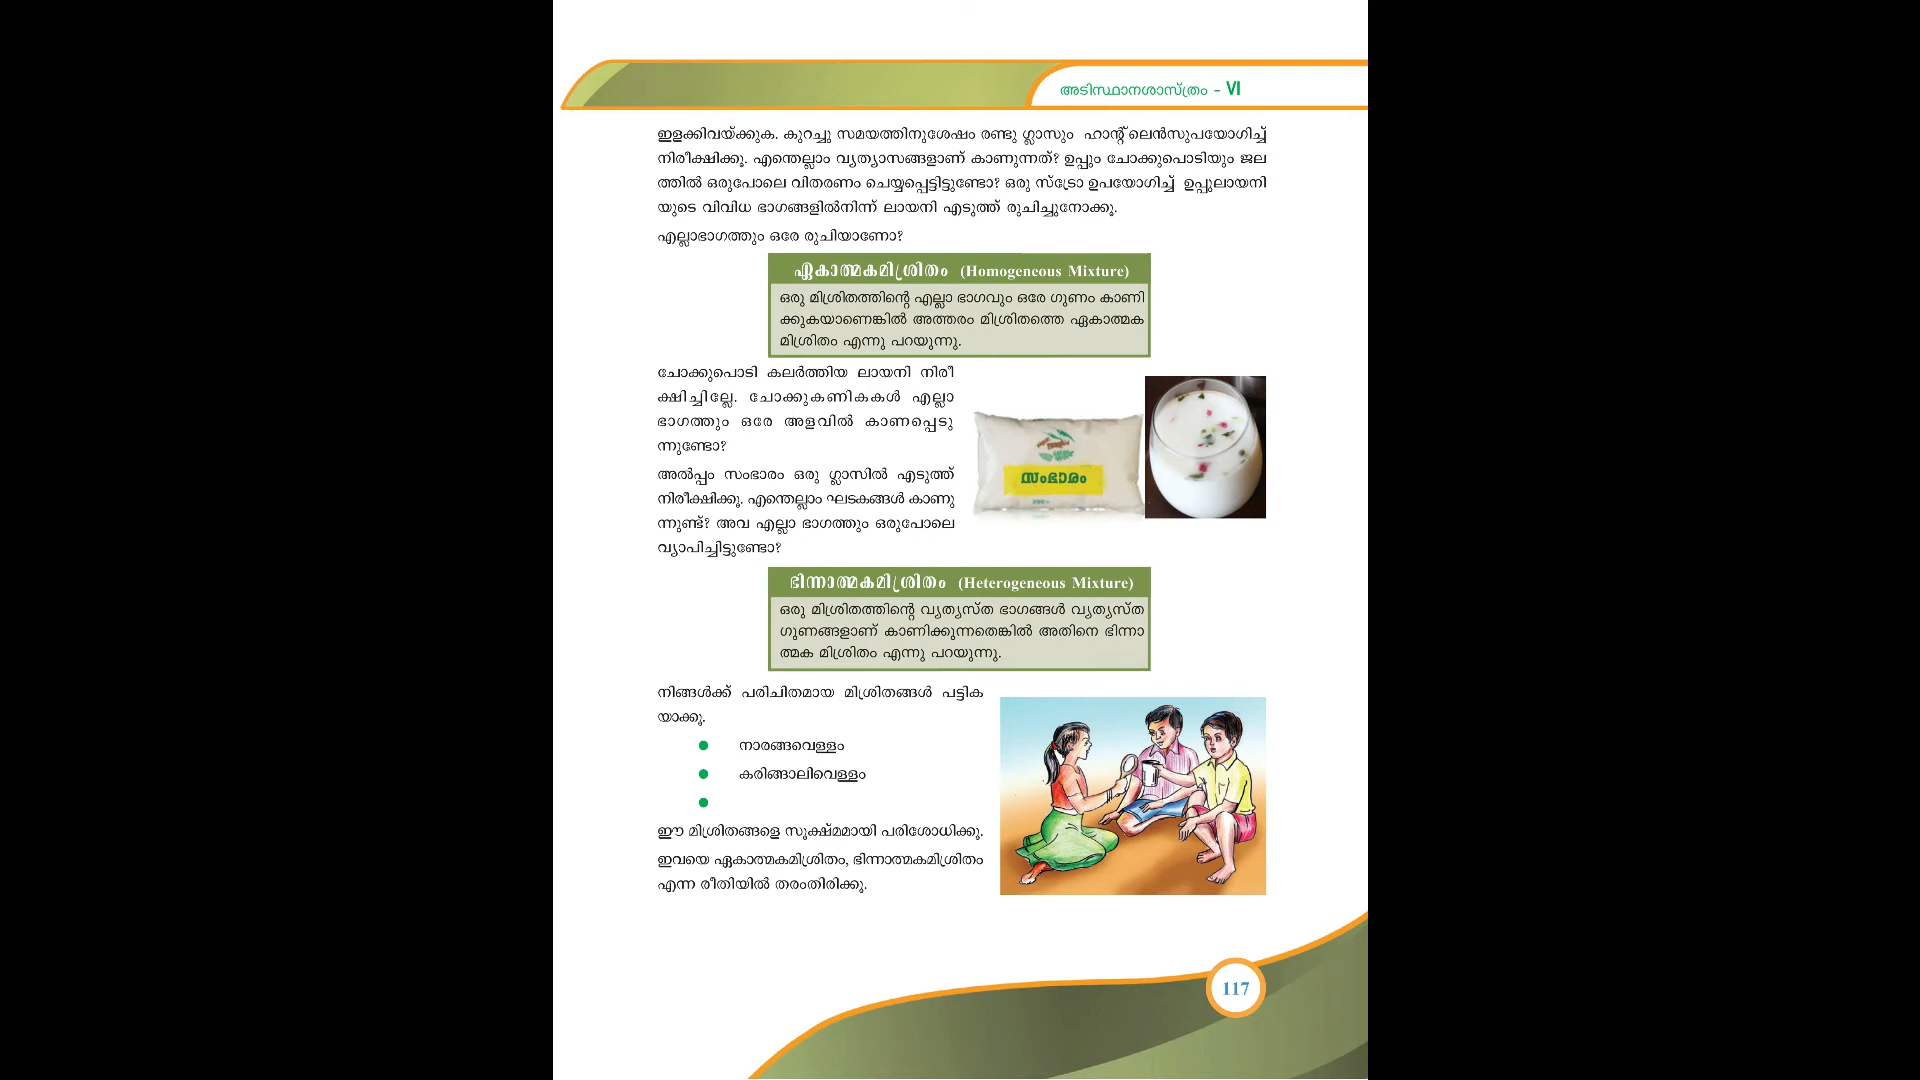 അടിസ്ഥാനശാസ്ത്രം - VI
ഇളക്കിവയ്ക്കുക. കുറച്ചു സമയത്തിനുശേഷം രണ്ടു ഗ്ലാസും ഹാന്റ് ലെൻസുപയോഗിച്ച്
നിരീക്ഷിക്കൂ. എന്തെല്ലാം വ്യത്യാസങ്ങളാണ് കാണുന്നത്? ഉപ്പും ചോക്കുപൊടിയും ജല
ത്തിൽ ഒരുപോലെ വിതരണം ചെയ്യപ്പെട്ടിട്ടുണ്ടോ? ഒരു സ്ട്രോ ഉപയോഗിച്ച് ഉപ്പുലായനി
യുടെ വിവിധ ഭാഗങ്ങളിൽനിന്ന് ലായനി എടുത്ത് രുചിച്ചുനോക്കൂ.
എല്ലാഭാഗത്തും ഒരേ രുചിയാണോ?
ഏകാത്മകമിശ്രിതം (Homogeneous Mixture)
ഒരു മിശ്രിതത്തിന്റെ എല്ലാ ഭാഗവും ഒരേ ഗുണം കാണി
ക്കുകയാണെങ്കിൽ അത്തരം മിശ്രിതത്തെ ഏകാത്മക
മിശ്രിതം എന്നു പറയുന്നു.
ചോക്കുപൊടി കലർത്തിയ ലായനി നിരീ
ക്ഷിച്ചില്ലേ. ചോക്കുകണികകൾ എല്ലാ
ഭാഗത്തും ഒരേ അളവിൽ കാണപ്പെടു
ന്നുണ്ടോ?
അൽപ്പം സംഭാരം ഒരു ഗ്ലാസിൽ എടുത്ത്
നിരീക്ഷിക്കൂ. എന്തെല്ലാം ഘടകങ്ങൾ കാണു
ന്നുണ്ട്? അവ എല്ലാ ഭാഗത്തും ഒരുപോലെ
വ്യാപിച്ചിട്ടുണ്ടോ?
സംഭാരം
ഭിന്നാത്മകമിശ്രിതം (Heterogeneous Mixture)
ഒരു മിശ്രിതത്തിന്റെ വ്യത്യസ്ത ഭാഗങ്ങൾ വ്യത്യസ്ത
ഗുണങ്ങളാണ് കാണിക്കുന്നതെങ്കിൽ അതിനെ ഭിന്നാ
ത്മക മിശ്രിതം എന്നു പറയുന്നു.
നിങ്ങൾക്ക് പരിചിതമായ മിശ്രിതങ്ങൾ പട്ടിക
യാക്കൂ.
● നാരങ്ങവെള്ളം
● കരിങ്ങാലിവെള്ളം
●
ഈ മിശ്രിതങ്ങളെ സൂക്ഷ്മമായി പരിശോധിക്കൂ.
ഇവയെ ഏകാത്മകമിശ്രിതം, ഭിന്നാത്മകമിശ്രിതം
എന്ന രീതിയിൽ തരംതിരിക്കൂ.
117